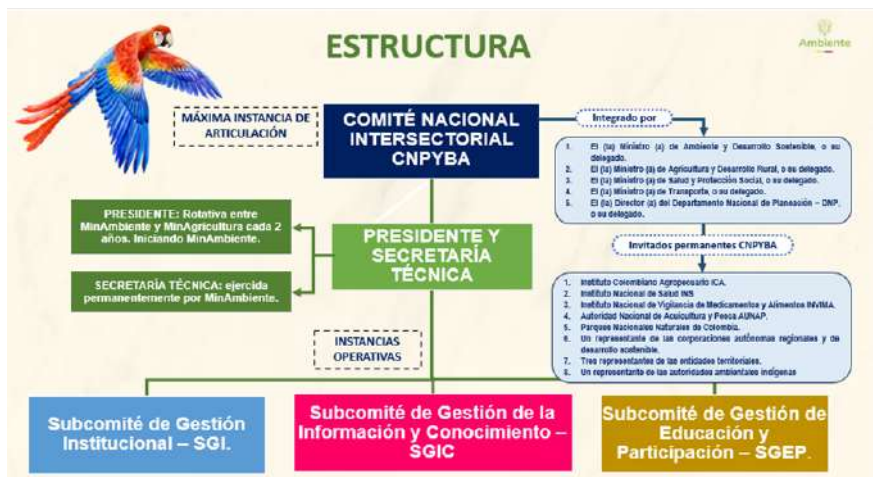 ESTRUCTURA
Ambiente
MÁXIMA INSTANCIA DE
ARTICULACIÓN
COMITÉ NACIONAL
INTERSECTORIAL
CNPYBA
Integrado por
1. El (la) Ministro (a) de Ambiente y Desarrollo Sostenible, o su
delegado.
2. El (la) Ministro (a) de Agricultura y Desarrollo Rural, o su delegado.
3. El (la) Ministro (a) de Salud y Protección Social, o su delegado.
4. El (la) Ministro (a) de Transporte, o su delegado.
5. El (la) Director (a) del Departamento Nacional de Planeación – DNP,
o su delegado.
PRESIDENTE: Rotativa entre
MinAmbiente y MinAgricultura cada 2
años. Iniciando MinAmbiente.
PRESIDENTE Y
SECRETARÍA
TÉCNICA
SECRETARÍA TÉCNICA: ejercida
permanentemente por MinAmbiente.
Invitados permanentes CNPYBA
1. Instituto Colombiano Agropecuario ICA.
2. Instituto Nacional de Salud INS
3. Instituto Nacional de Vigilancia de Medicamentos y Alimentos INVIMA.
4. Autoridad Nacional de Acuicultura y Pesca AUNAP.
5. Parques Nacionales Naturales de Colombia.
6. Un representante de las corporaciones autónomas regionales y de
desarrollo sostenible.
7. Tres representantes de las entidades territoriales.
8. Un representante de las autoridades ambientales indígenas
INSTANCIAS
OPERATIVAS
Subcomité de Gestión
Institucional – SGI.
Subcomité de Gestión de la
Información y Conocimiento –
SGIC
Subcomité de Gestión de
Educación y
Participación – SGEP.